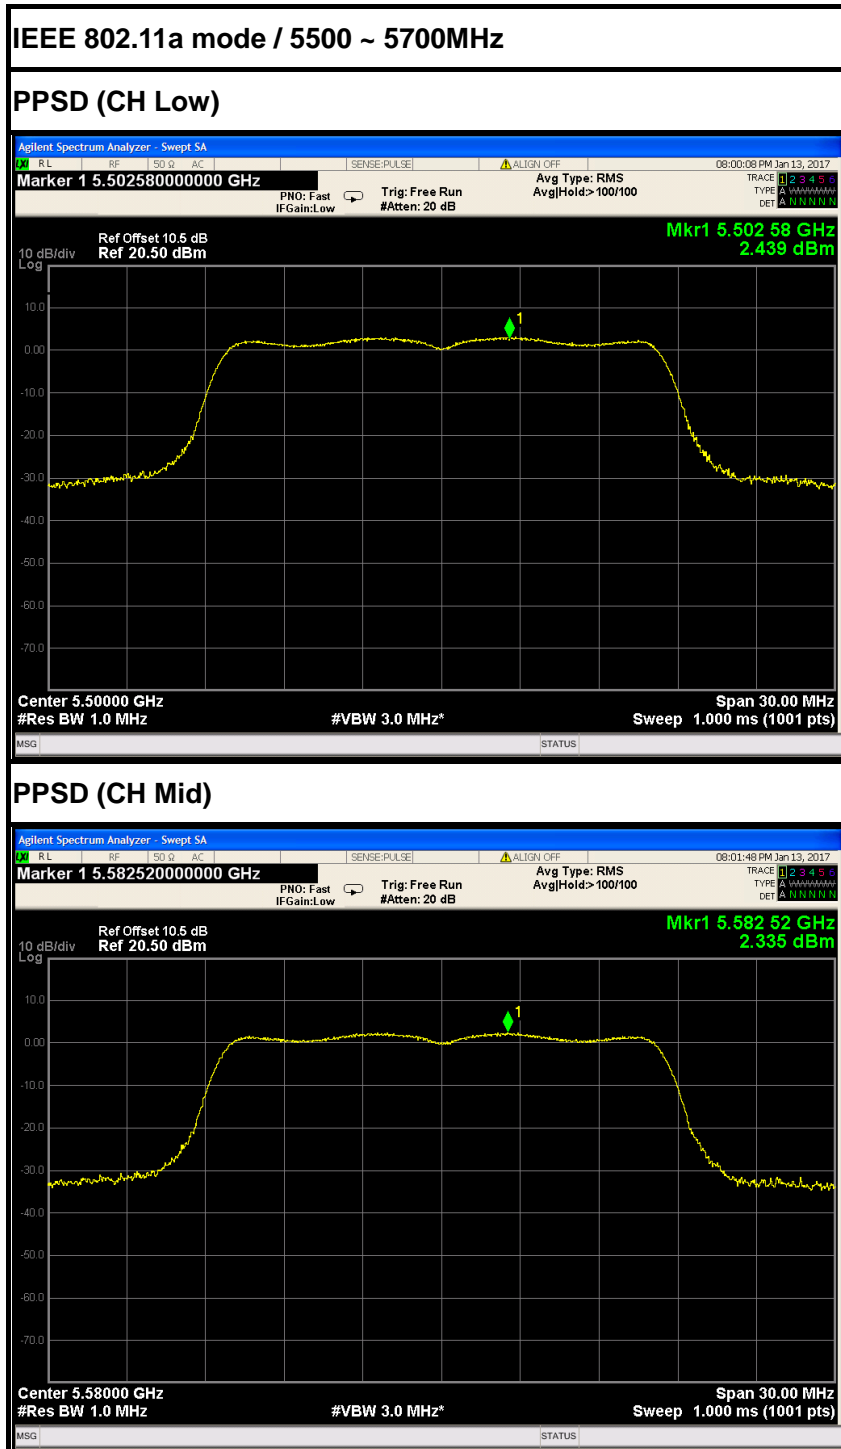 IEEE 802.11a mode / 5500 ~ 5700MHz
PPSD (CH Low)
Agilent Spectrum Analyzer - Swept SA
LXI RL RF 50 Ω AC SENSE:PULSE ALIGN OFF 08:00:08 PM Jan 13, 2017
Marker 1 5.502580000000 GHz
PNO: Fast
IFGain:Low
Trig: Free Run
#Atten: 20 dB
Avg Type: RMS
Avg|Hold:>100/100
TRACE 1 2 3 4 5 6
TYPE A WWWWW
DET A N N N N N
Mkr1 5.502 58 GHz
2.439 dBm
Ref Offset 10.5 dB
10 dB/div Ref 20.50 dBm
Log
10.0
0.00
-10.0
-20.0
-30.0
-40.0
-50.0
-60.0
-70.0
1
Center 5.50000 GHz Span 30.00 MHz
#Res BW 1.0 MHz #VBW 3.0 MHz* Sweep 1.000 ms (1001 pts)
MSG STATUS
PPSD (CH Mid)
Agilent Spectrum Analyzer - Swept SA
LXI RL RF 50 Ω AC SENSE:PULSE ALIGN OFF 08:01:48 PM Jan 13, 2017
Marker 1 5.582520000000 GHz
PNO: Fast
IFGain:Low
Trig: Free Run
#Atten: 20 dB
Avg Type: RMS
Avg|Hold:>100/100
TRACE 1 2 3 4 5 6
TYPE A WWWWW
DET A N N N N N
Mkr1 5.582 52 GHz
2.335 dBm
Ref Offset 10.5 dB
10 dB/div Ref 20.50 dBm
Log
10.0
0.00
-10.0
-20.0
-30.0
-40.0
-50.0
-60.0
-70.0
1
Center 5.58000 GHz Span 30.00 MHz
#Res BW 1.0 MHz #VBW 3.0 MHz* Sweep 1.000 ms (1001 pts)
MSG STATUS